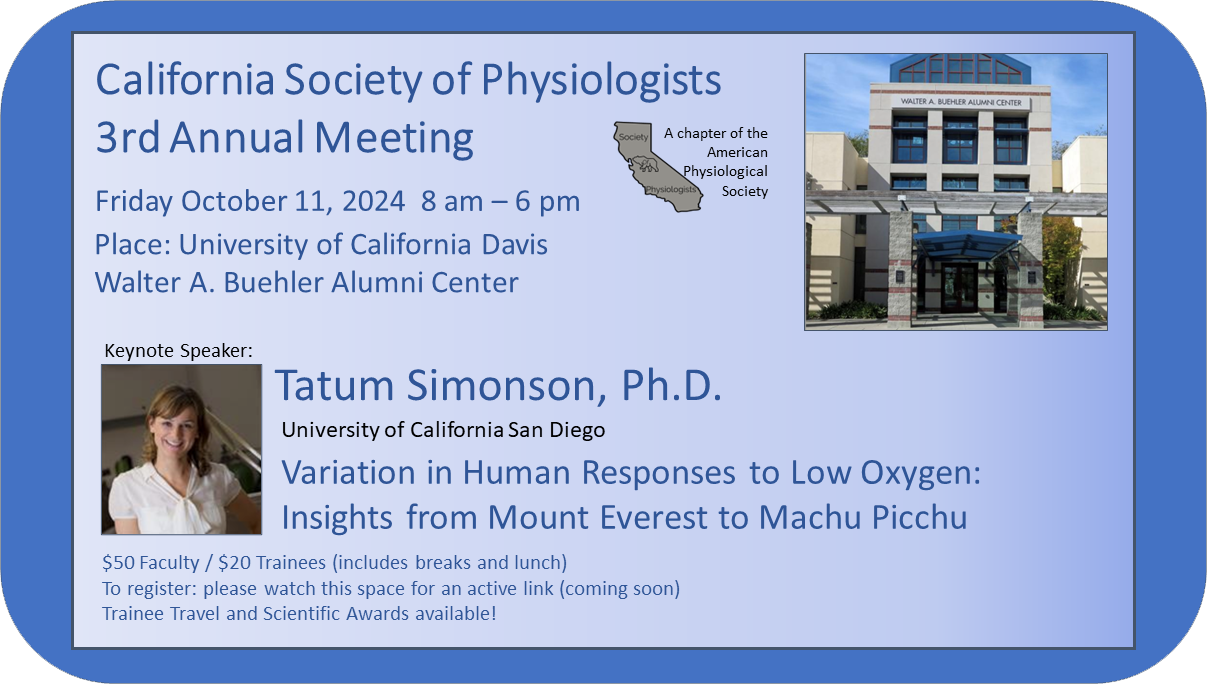 California Society of Physiologists
3rd Annual Meeting
Friday October 11, 2024  8 am – 6 pm
Place: University of California Davis
Walter A. Buehler Alumni Center
Society
Physiologists
A chapter of the
American
Physiological
Society
WALTER A. BUEHLER ALUMNI CENTER
Keynote Speaker:
Tatum Simonson, Ph.D.
University of California San Diego
Variation in Human Responses to Low Oxygen:
Insights from Mount Everest to Machu Picchu
$50 Faculty / $20 Trainees (includes breaks and lunch)
To register: please watch this space for an active link (coming soon)
Trainee Travel and Scientific Awards available!